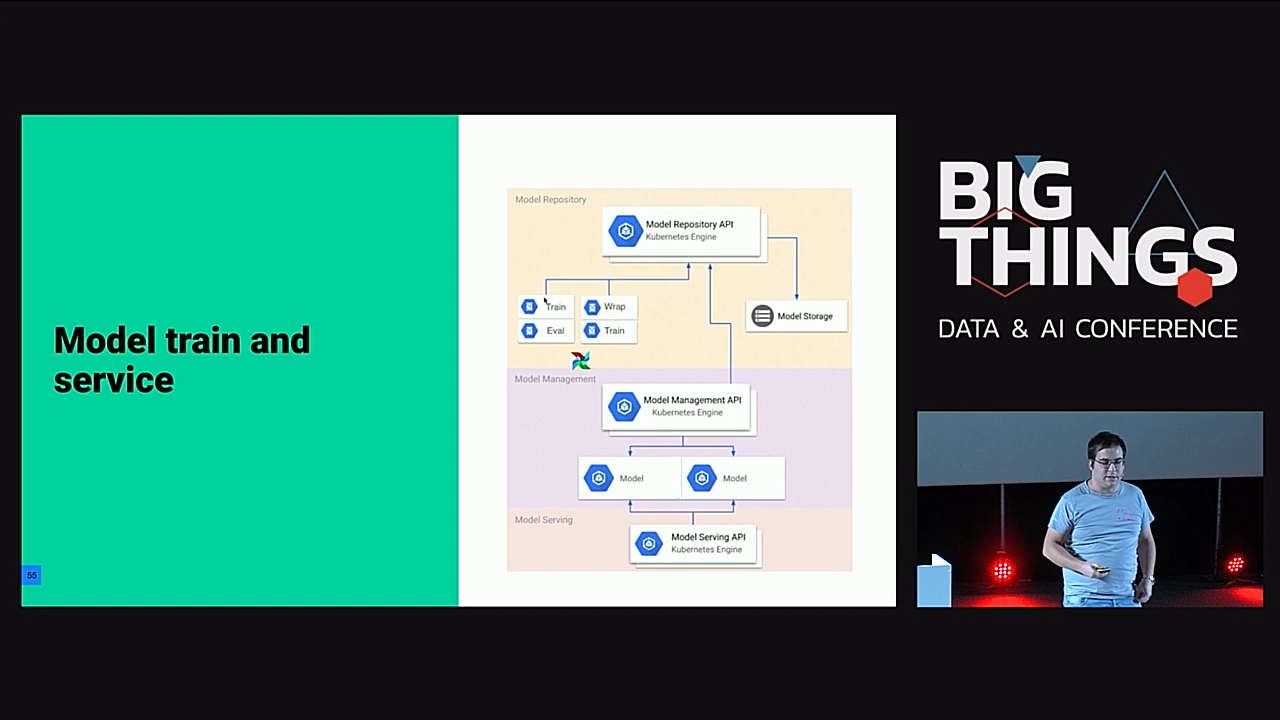 Model train and
service
55
Model Repository
Model Repository API
Kubernetes Engine
Train
Eval
Wrap
Train
Model Storage
Model Management
Model Management API
Kubernetes Engine
Model
Model
Model Serving
Model Serving API
Kubernetes Engine
BIG
THINGS
DATA & AI CONFERENCE